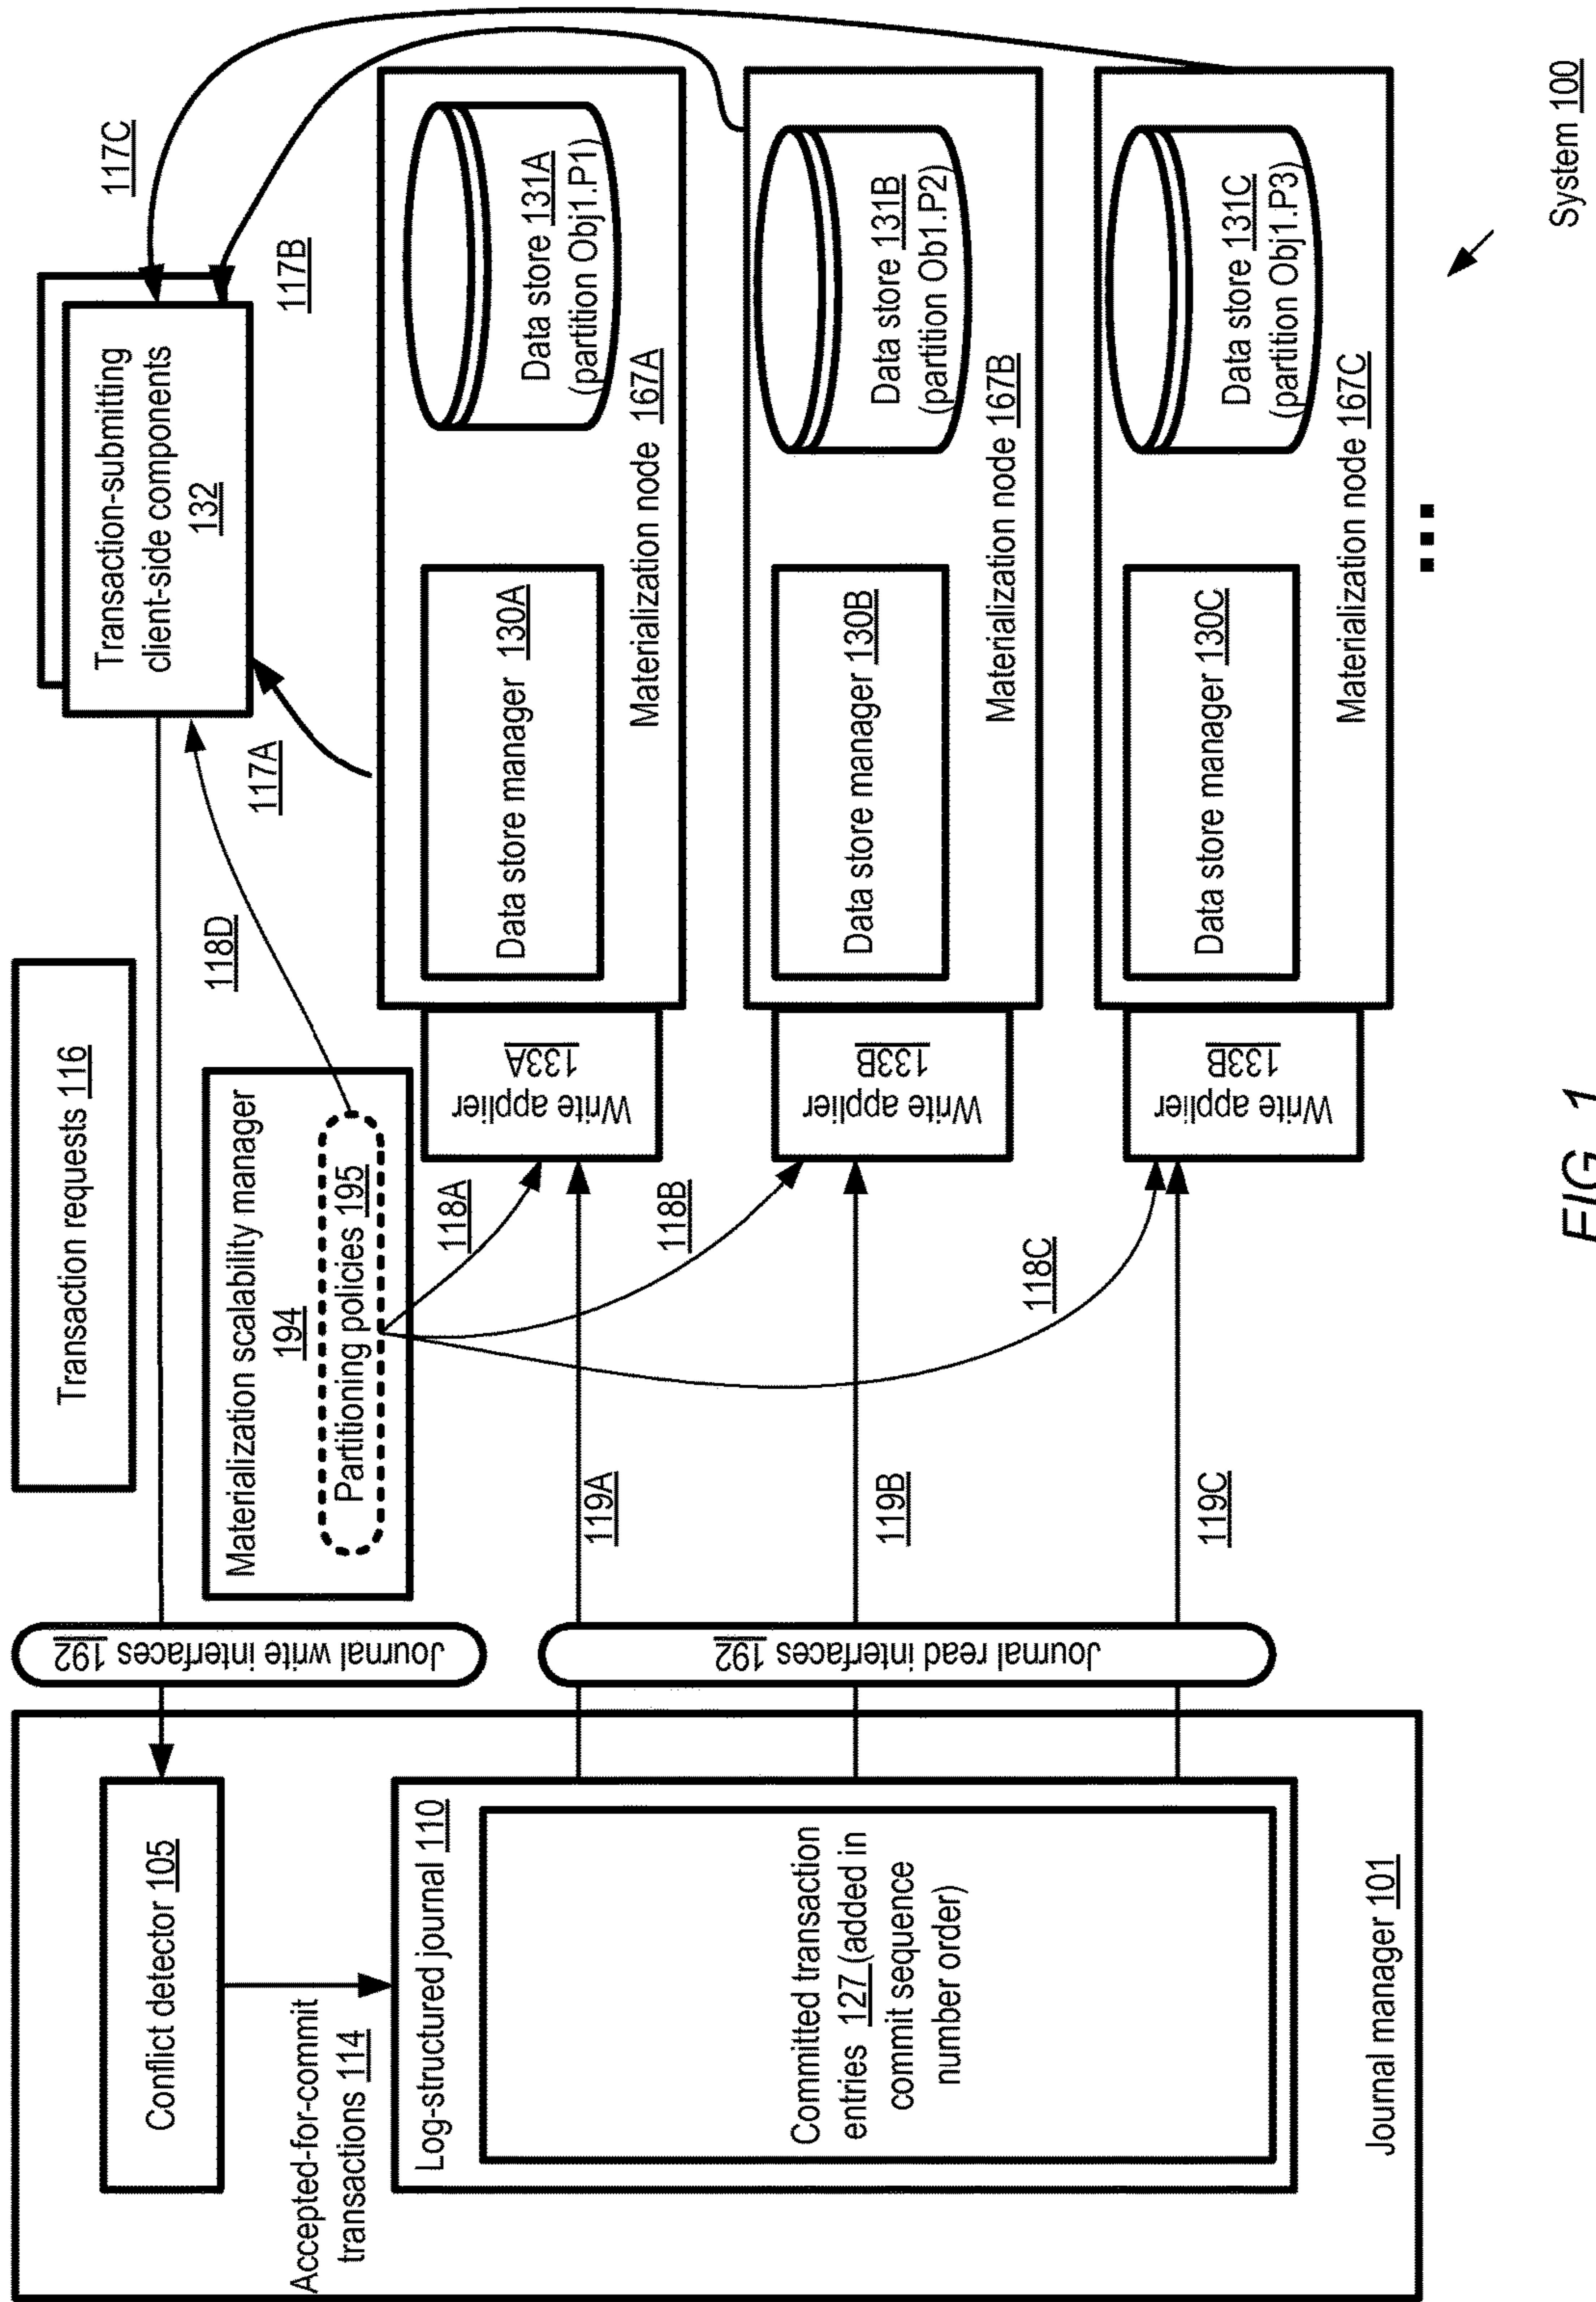 Conflict detector 105
Accepted-for-commit
transactions 114
Log-structured journal 110
Committed transaction
entries 127 (added in
commit sequence
number order)
Journal manager 101
Journal write interfaces 192
Journal read interfaces 192
Transaction requests 116
Materialization scalability manager
194
Partitioning policies 195
118A
118B
118C
118D
119A
119B
119C
Transaction-submitting
client-side components
132
117A
117B
117C
Write applier
133A
Data store manager 130A
Data store 131A
(partition Obj1.P1)
Materialization node 167A
Write applier
133B
Data store manager 130B
Data store 131B
(partition Ob1.P2)
Materialization node 167B
Write applier
133B
Data store manager 130C
Data store 131C
(partition Obj1.P3)
Materialization node 167C
...
System 100
FIG. 1